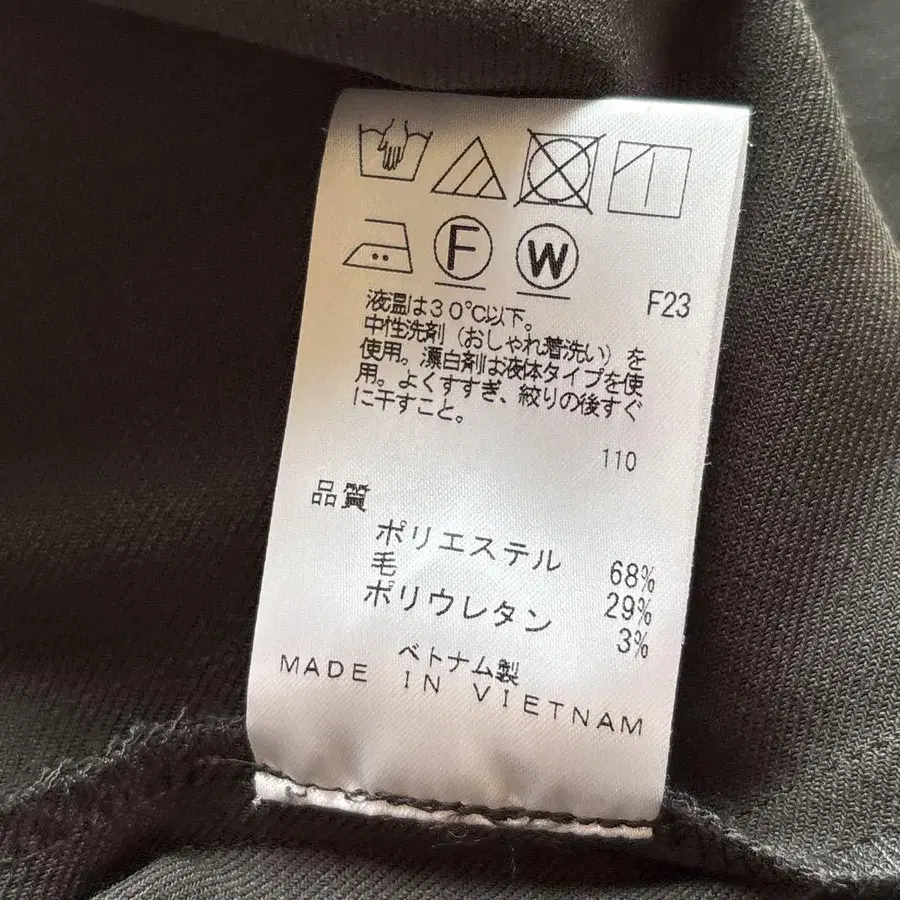 F
W
F23
液温は30℃以下。
中性洗剤（おしゃれ着洗い）を
使用。漂白剤は液体タイプを使
用。よくすすぎ、絞りの後すぐ
に干すこと。
110
品質
ポリエステル 68%
毛 29%
ポリウレタン 3%
ベトナム製
MADE IN VIETNAM